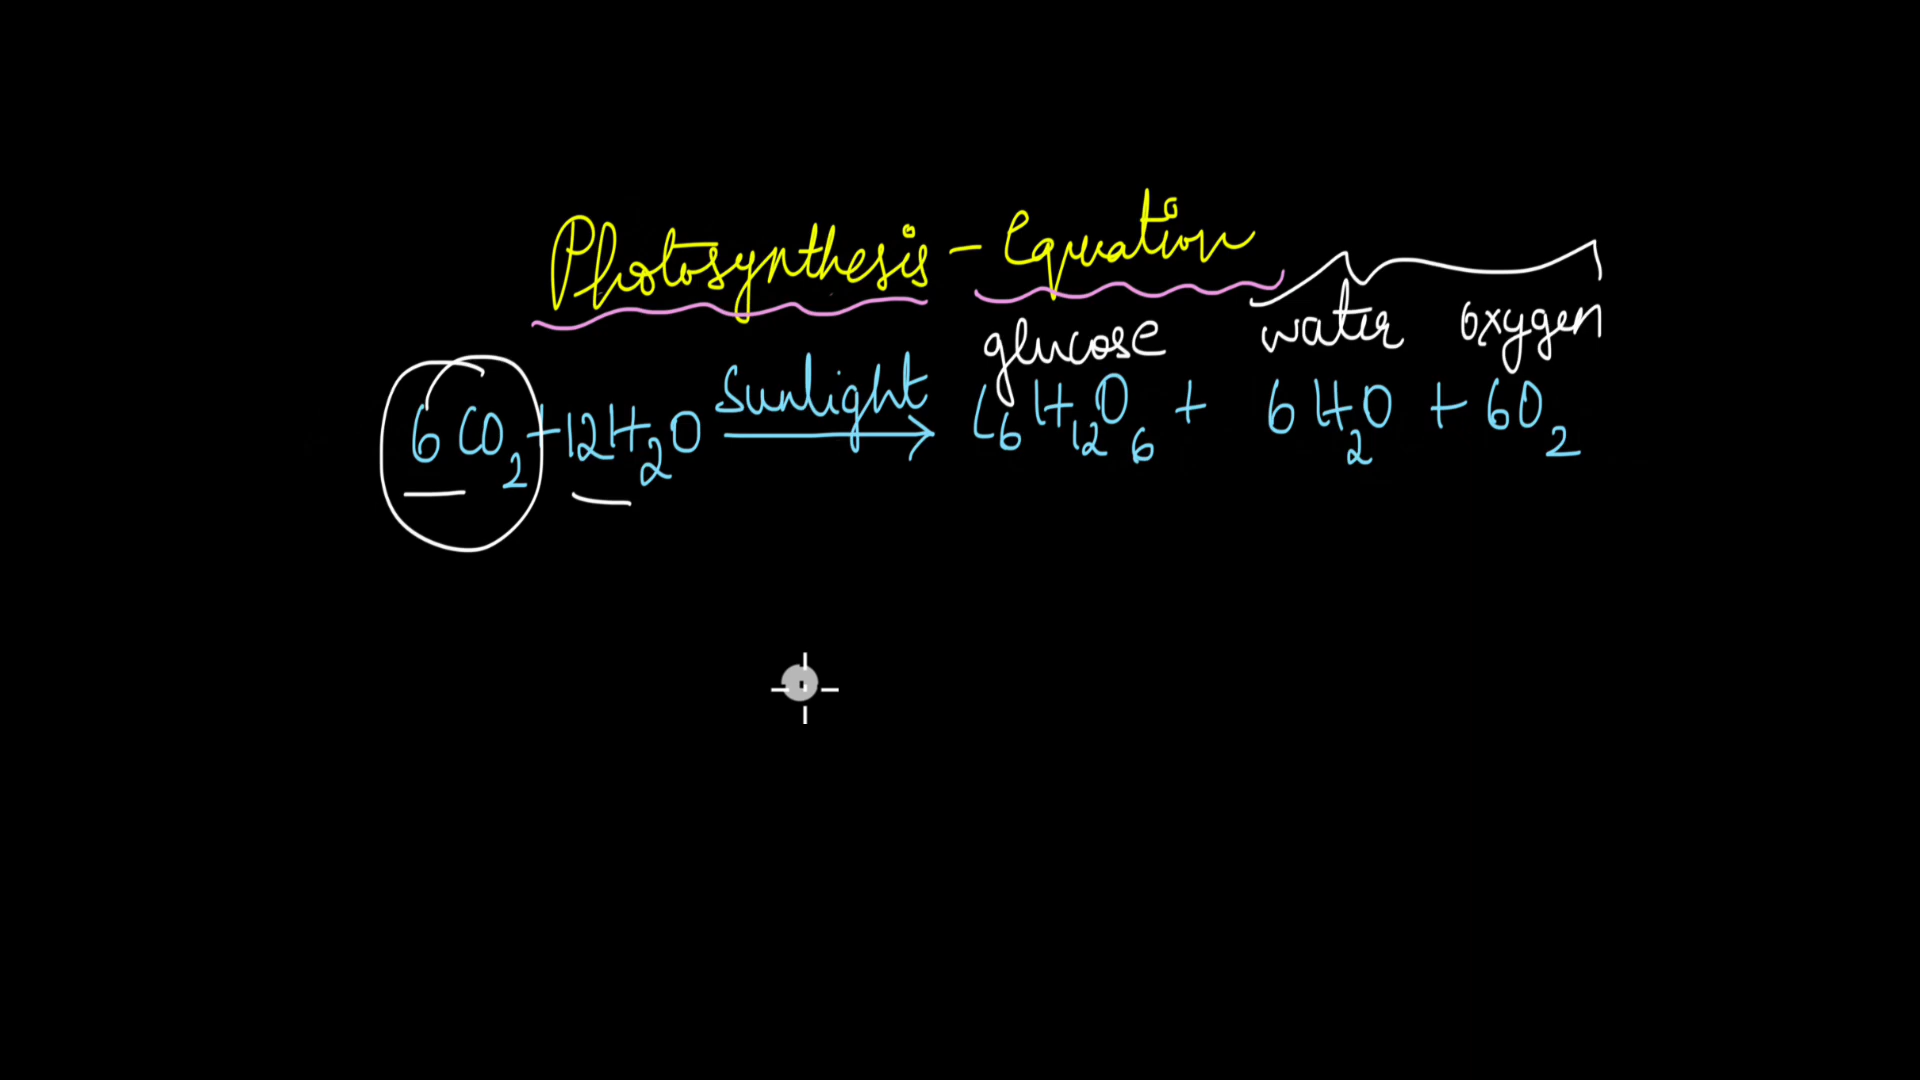 Photosynthesis - Equation
glucose water oxygen
6CO₂ + 12H₂O Sunlight → C₆H₁₂O₆ + 6H₂O + 6O₂